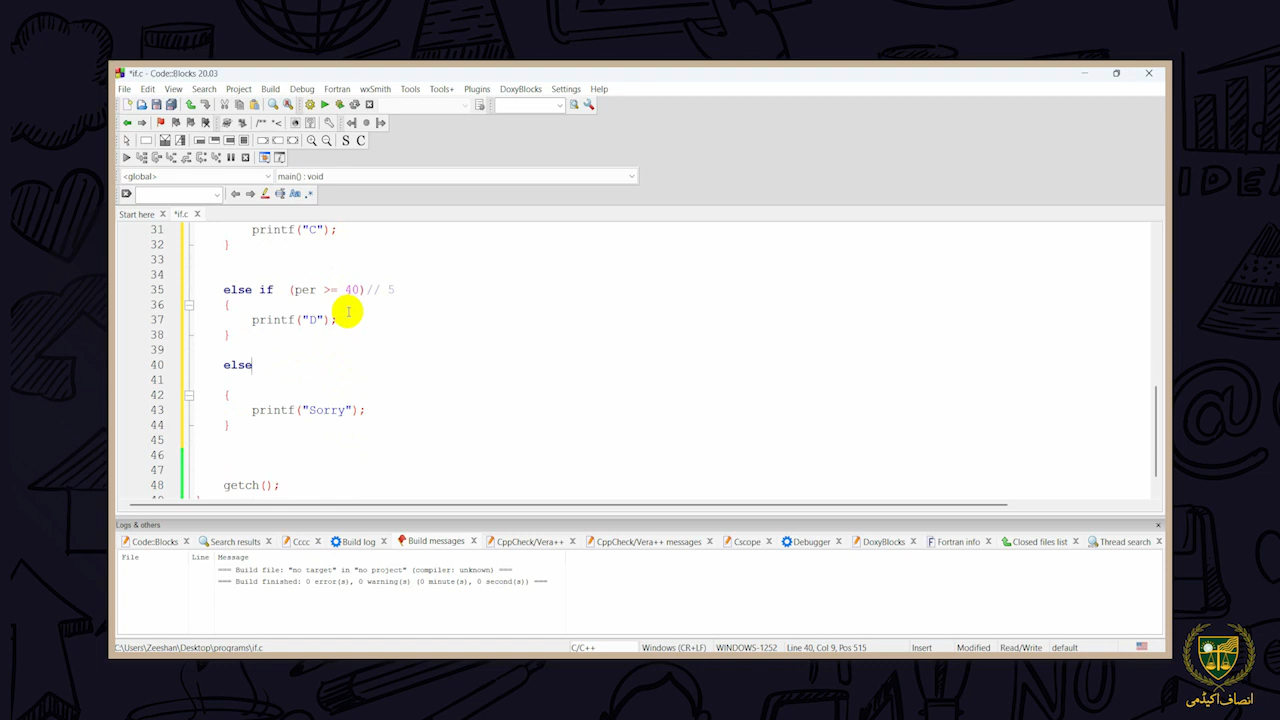 *if.c - Code::Blocks 20.03
File Edit View Search Project Build Debug Fortran wxSmith Tools Tools+ Plugins DoxyBlocks Settings Help
S C
<global> main() : void
Start here *if.c
31 printf("C");
32 }
33
34
35 else if (per >= 40)// 5
36 {
37 printf("D");
38 }
39
40 else
41
42 {
43 printf("Sorry");
44 }
45
46
47
48 getch();
Logs & others
Code::Blocks Search results Cccc Build log Build messages CppCheck/Vera++ CppCheck/Vera++ messages Cscope Debugger DoxyBlocks Fortran info Closed files list Thread search
File Line Message
=== Build file: "no target" in "no project" (compiler: unknown) ===
=== Build finished: 0 error(s), 0 warning(s) (0 minute(s), 0 second(s)) ===
C:\Users\Zeeshan\Desktop\programs\if.c C/C++ Windows (CR+LF) WINDOWS-1252 Line 40, Col 9, Pos 515 Insert Modified Read/Write default
IDEA
انصاف اکیڈمی